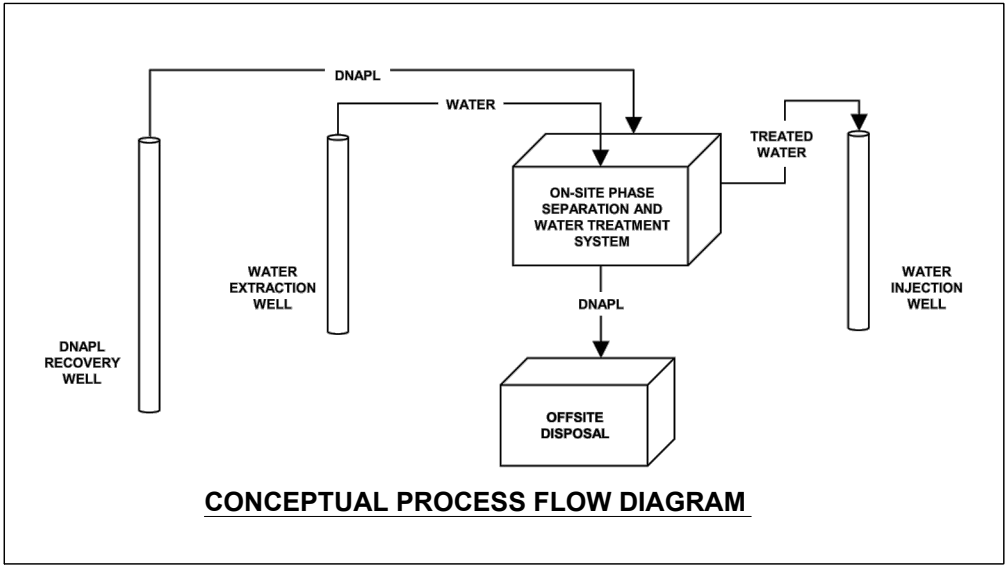 DNAPL
WATER
TREATED
WATER
ON-SITE PHASE
SEPARATION AND
WATER TREATMENT
SYSTEM
WATER
EXTRACTION
WELL
WATER
INJECTION
WELL
DNAPL
DNAPL
RECOVERY
WELL
OFFSITE
DISPOSAL
CONCEPTUAL PROCESS FLOW DIAGRAM